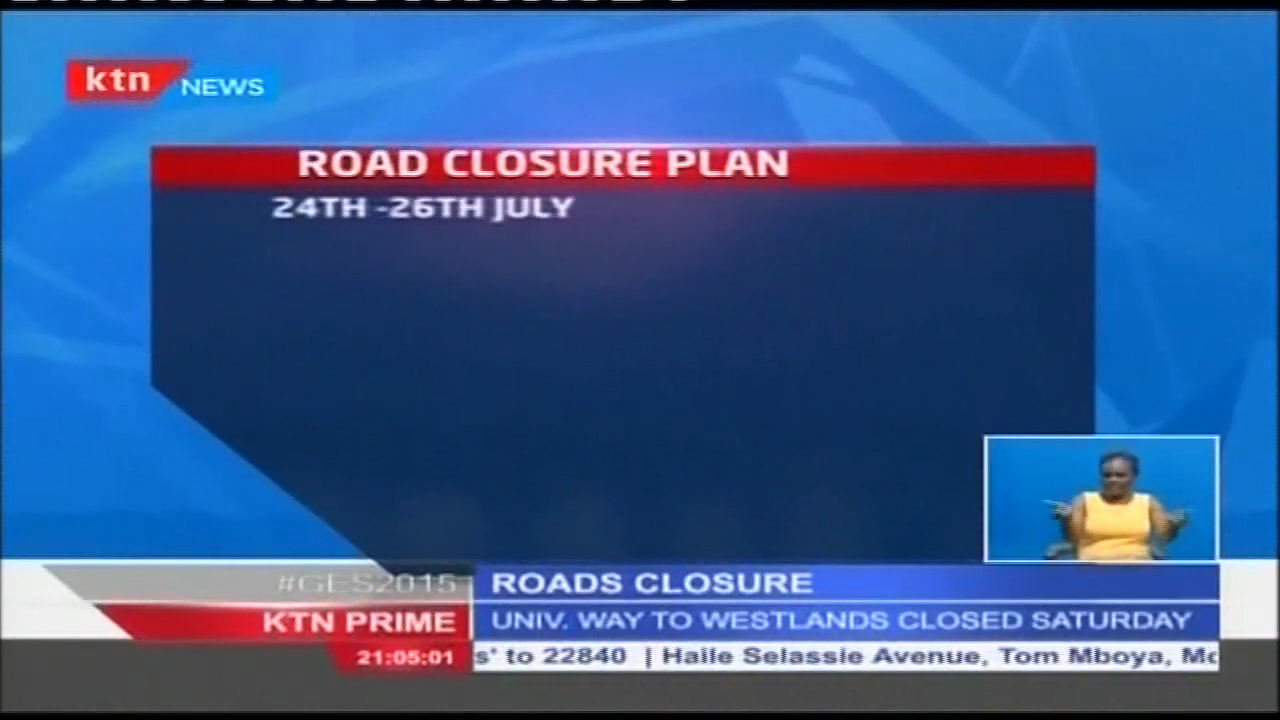 ktn NEWS
ROAD CLOSURE PLAN
24TH -26TH JULY
#GES2015
ROADS CLOSURE
KTN PRIME
UNIV. WAY TO WESTLANDS CLOSED SATURDAY
21:05:01
s' to 22840 | Haile Selassie Avenue, Tom Mboya,